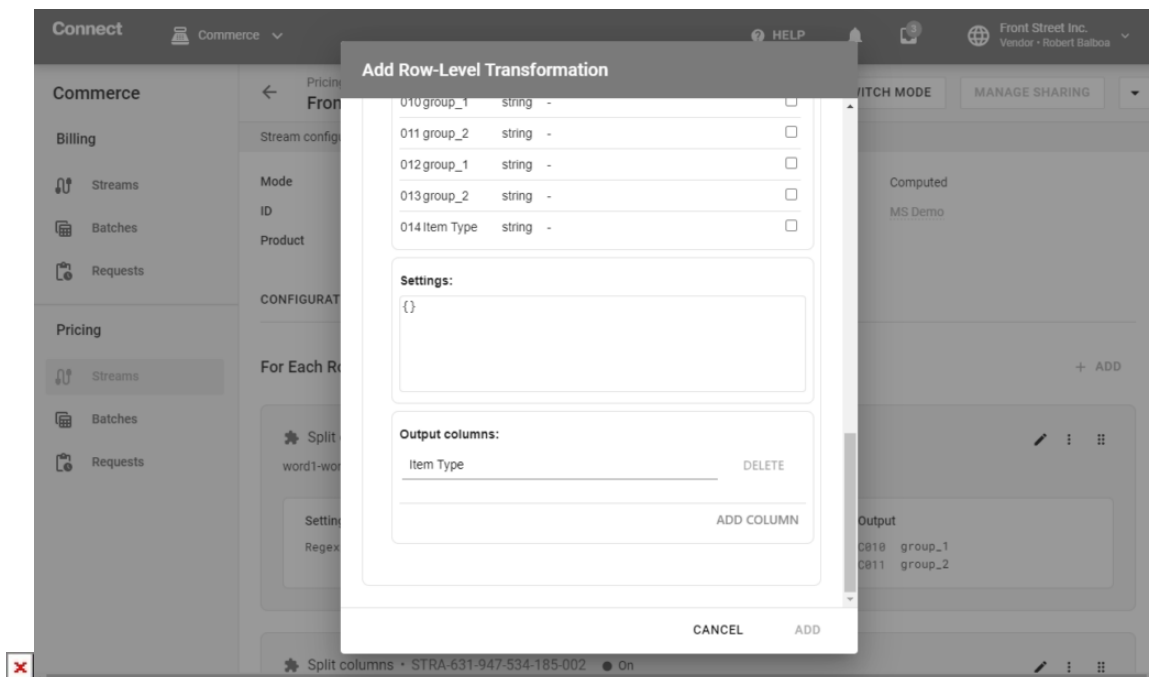 Connect
Commerce
HELP
3
Front Street Inc.
Vendor • Robert Balboa
Commerce
Billing
Streams
Batches
Requests
Pricing
Streams
Batches
Requests
Pricing
Fron
ITCH MODE
MANAGE SHARING
Stream configu
Mode
ID
Product
Computed
MS Demo
CONFIGURAT
For Each Ro
+ ADD
Split
word1-wor
Setting
Regex
Output
C010 group_1
C011 group_2
Split columns • STRA-631-947-534-185-002 ● On
Add Row-Level Transformation
010 group_1 string -
011 group_2 string -
012 group_1 string -
013 group_2 string -
014 Item Type string -
Settings:
{}
Output columns:
Item Type
DELETE
ADD COLUMN
CANCEL
ADD